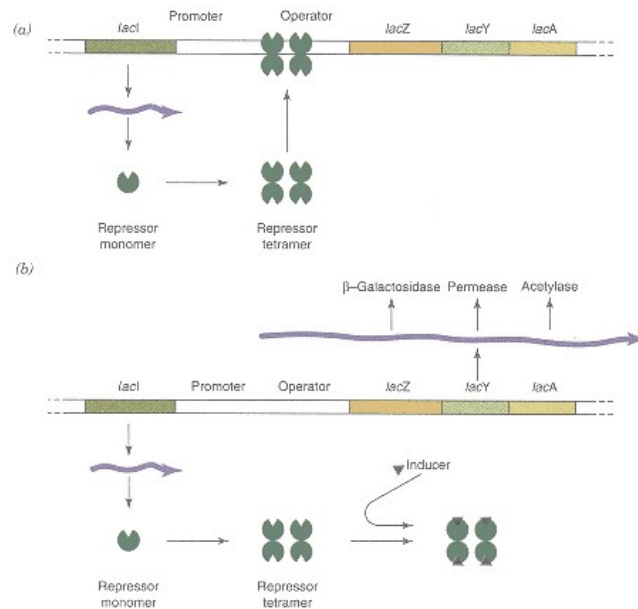 (a)
lacI Promoter Operator lacZ lacY lacA
Repressor
monomer
Repressor
tetramer
(b)
β–Galactosidase Permease Acetylase
lacI Promoter Operator lacZ lacY lacA
Inducer
Repressor
monomer
Repressor
tetramer